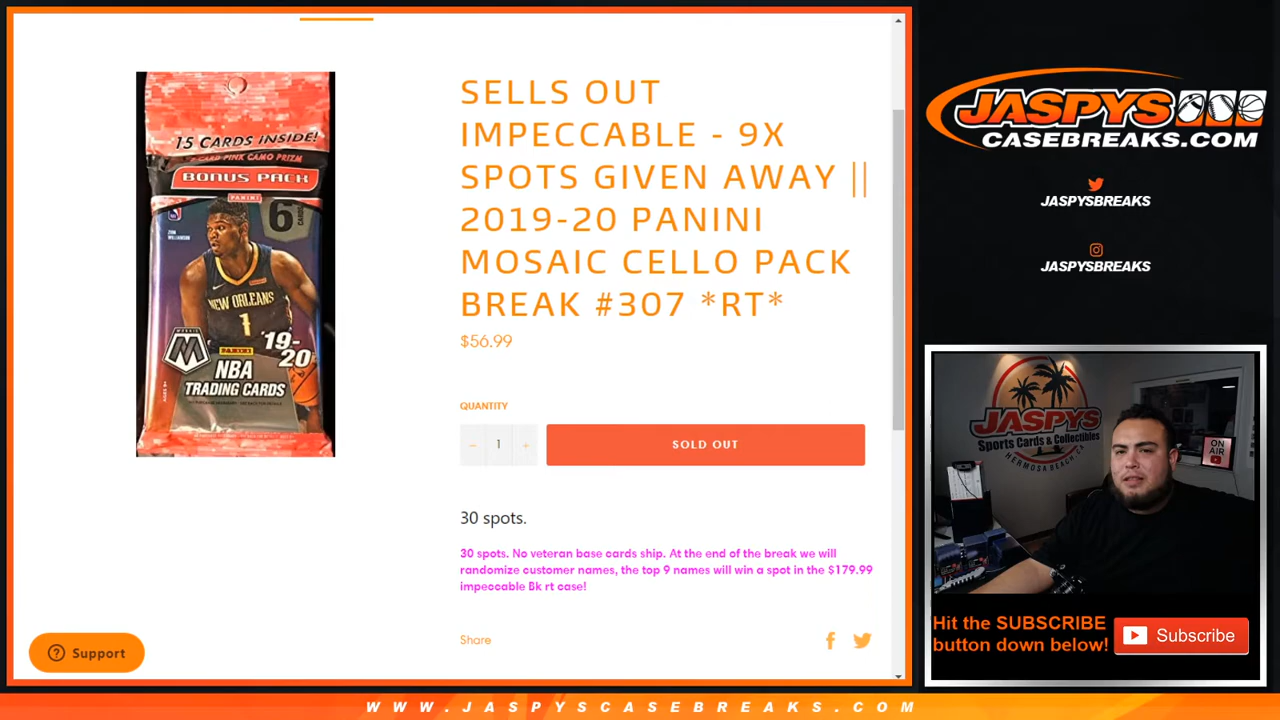 15 CARDS INSIDE!
BONUS PACK
PANINI
6
CARDS
NEW ORLEANS
1
MOSAIC
PANINI
19-20
NBA
TRADING CARDS
SELLS OUT
IMPECCABLE - 9X
SPOTS GIVEN AWAY ||
2019-20 PANINI
MOSAIC CELLO PACK
BREAK #307 *RT*
$56.99
QUANTITY
− 1 +
SOLD OUT
30 spots.
30 spots. No veteran base cards ship. At the end of the break we will
randomize customer names, the top 9 names will win a spot in the $179.99
impeccable Bk rt case!
Share
Support
JASPYS
CASEBREAKS.COM
JASPYSBREAKS
JASPYSBREAKS
JASPYS
Sports Cards & Collectibles
HERMOSA BEACH, CA
ON
AIR
Hit the SUBSCRIBE
button down below!
Subscribe
WWW.JASPYSCASEBREAKS.COM